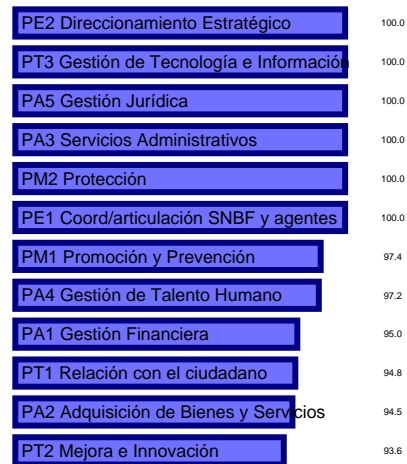 PE2 Direccionamiento Estratégico 100.0
PT3 Gestión de Tecnología e Información 100.0
PA5 Gestión Jurídica 100.0
PA3 Servicios Administrativos 100.0
PM2 Protección 100.0
PE1 Coord/articulación SNBF y agentes 100.0
PM1 Promoción y Prevención 97.4
PA4 Gestión de Talento Humano 97.2
PA1 Gestión Financiera 95.0
PT1 Relación con el ciudadano 94.8
PA2 Adquisición de Bienes y Servicios 94.5
PT2 Mejora e Innovación 93.6